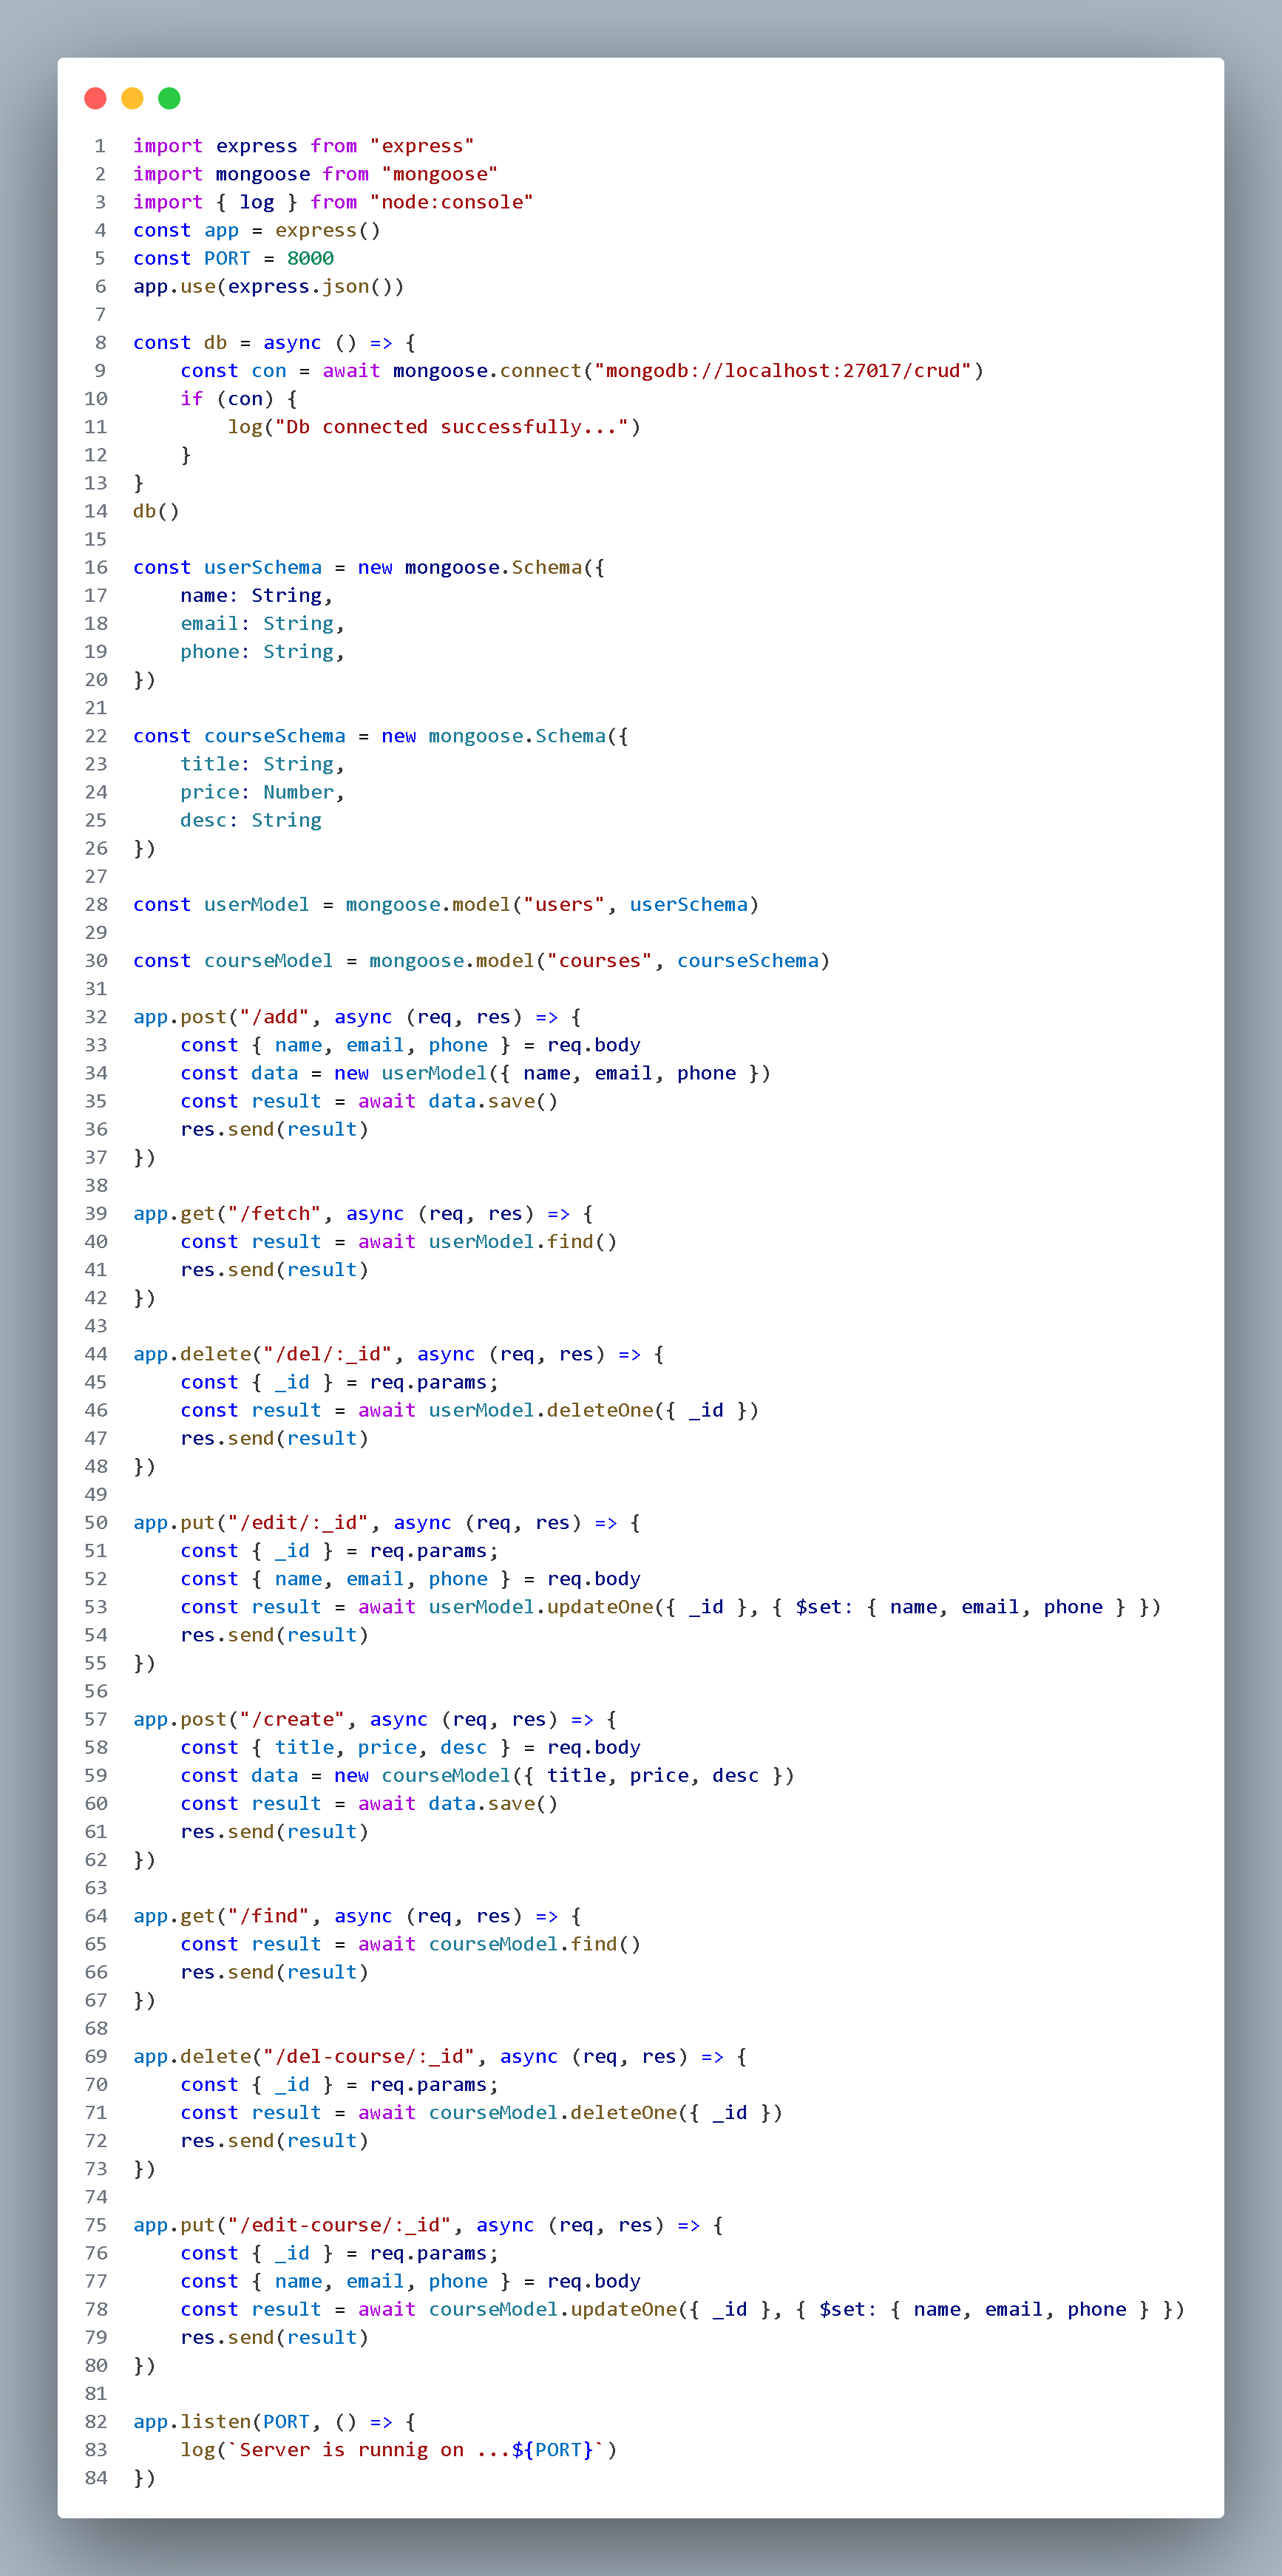 1 import express from "express"
2 import mongoose from "mongoose"
3 import { log } from "node:console"
4 const app = express()
5 const PORT = 8000
6 app.use(express.json())
7
8 const db = async () => {
9     const con = await mongoose.connect("mongodb://localhost:27017/crud")
10     if (con) {
11         log("Db connected successfully...")
12     }
13 }
14 db()
15
16 const userSchema = new mongoose.Schema({
17     name: String,
18     email: String,
19     phone: String,
20 })
21
22 const courseSchema = new mongoose.Schema({
23     title: String,
24     price: Number,
25     desc: String
26 })
27
28 const userModel = mongoose.model("users", userSchema)
29
30 const courseModel = mongoose.model("courses", courseSchema)
31
32 app.post("/add", async (req, res) => {
33     const { name, email, phone } = req.body
34     const data = new userModel({ name, email, phone })
35     const result = await data.save()
36     res.send(result)
37 })
38
39 app.get("/fetch", async (req, res) => {
40     const result = await userModel.find()
41     res.send(result)
42 })
43
44 app.delete("/del/:_id", async (req, res) => {
45     const { _id } = req.params;
46     const result = await userModel.deleteOne({ _id })
47     res.send(result)
48 })
49
50 app.put("/edit/:_id", async (req, res) => {
51     const { _id } = req.params;
52     const { name, email, phone } = req.body
53     const result = await userModel.updateOne({ _id }, { $set: { name, email, phone } })
54     res.send(result)
55 })
56
57 app.post("/create", async (req, res) => {
58     const { title, price, desc } = req.body
59     const data = new courseModel({ title, price, desc })
60     const result = await data.save()
61     res.send(result)
62 })
63
64 app.get("/find", async (req, res) => {
65     const result = await courseModel.find()
66     res.send(result)
67 })
68
69 app.delete("/del-course/:_id", async (req, res) => {
70     const { _id } = req.params;
71     const result = await courseModel.deleteOne({ _id })
72     res.send(result)
73 })
74
75 app.put("/edit-course/:_id", async (req, res) => {
76     const { _id } = req.params;
77     const { name, email, phone } = req.body
78     const result = await courseModel.updateOne({ _id }, { $set: { name, email, phone } })
79     res.send(result)
80 })
81
82 app.listen(PORT, () => {
83     log(`Server is runnig on ...${PORT}`)
84 })